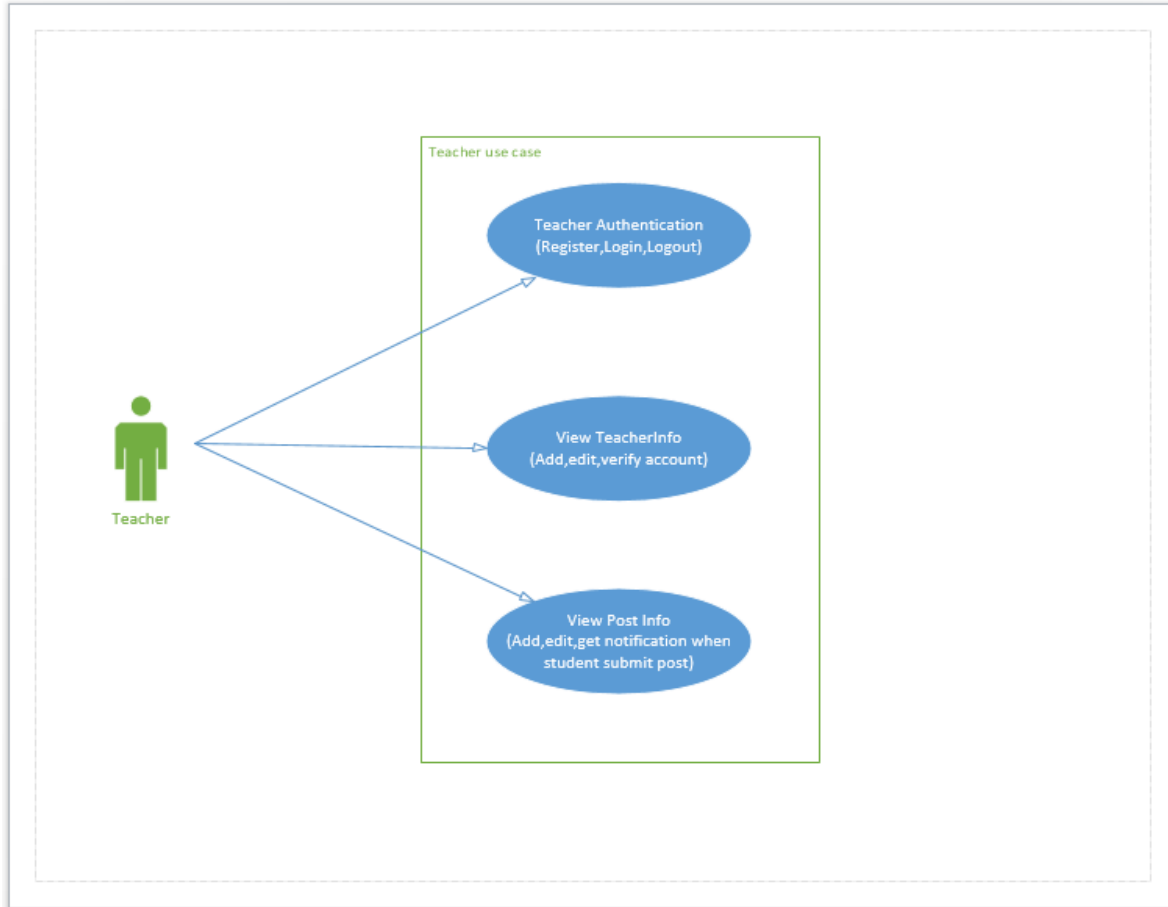 Teacher use case
Teacher Authentication
(Register,Login,Logout)
View TeacherInfo
(Add,edit,verify account)
Teacher
View Post Info
(Add,edit,get notification when
student submit post)